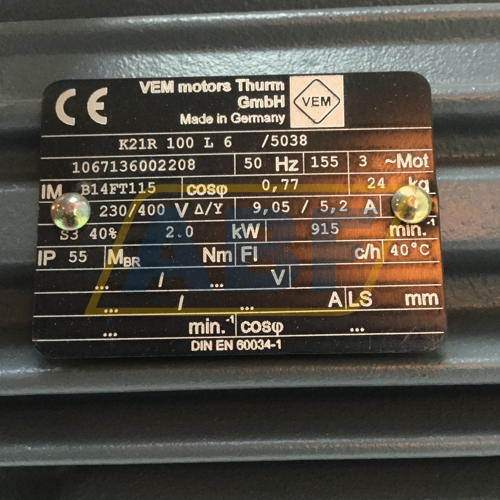 CE
VEM motors Thurm
GmbH
Made in Germany
VEM
K21R 100 L 6 /5038
1067136002208 50 Hz 155 3 ~Mot
IM B14FT115 cosφ 0,77 24 kg
230/400 V Δ/Y 9,05 / 5,2 A
S3 40% 2.0 kW 915 min.-1
IP 55 MBR Nm Fl c/h 40°C
... / ... V
... / ... A LS mm
... min.-1 cosφ ...
DIN EN 60034-1